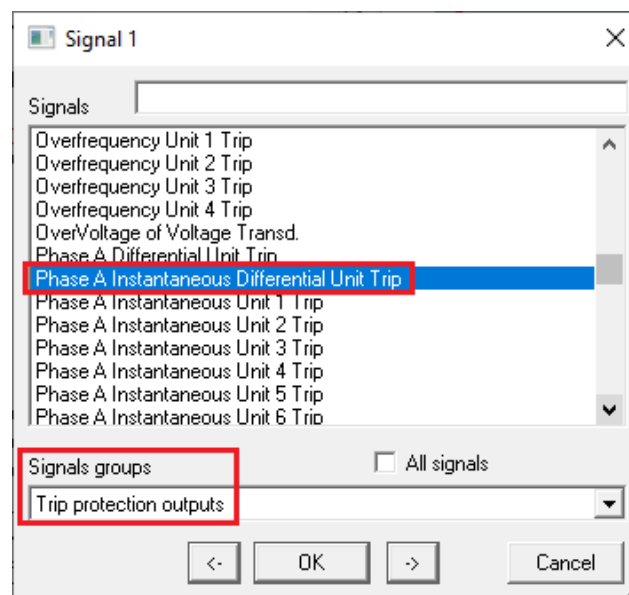 Signal 1
Signals
Overfrequency Unit 1 Trip
Overfrequency Unit 2 Trip
Overfrequency Unit 3 Trip
Overfrequency Unit 4 Trip
OverVoltage of Voltage Transd.
Phase A Differential Unit Trip
Phase A Instantaneous Differential Unit Trip
Phase A Instantaneous Unit 1 Trip
Phase A Instantaneous Unit 2 Trip
Phase A Instantaneous Unit 3 Trip
Phase A Instantaneous Unit 4 Trip
Phase A Instantaneous Unit 5 Trip
Phase A Instantaneous Unit 6 Trip
Signals groups All signals
Trip protection outputs
<- OK -> Cancel